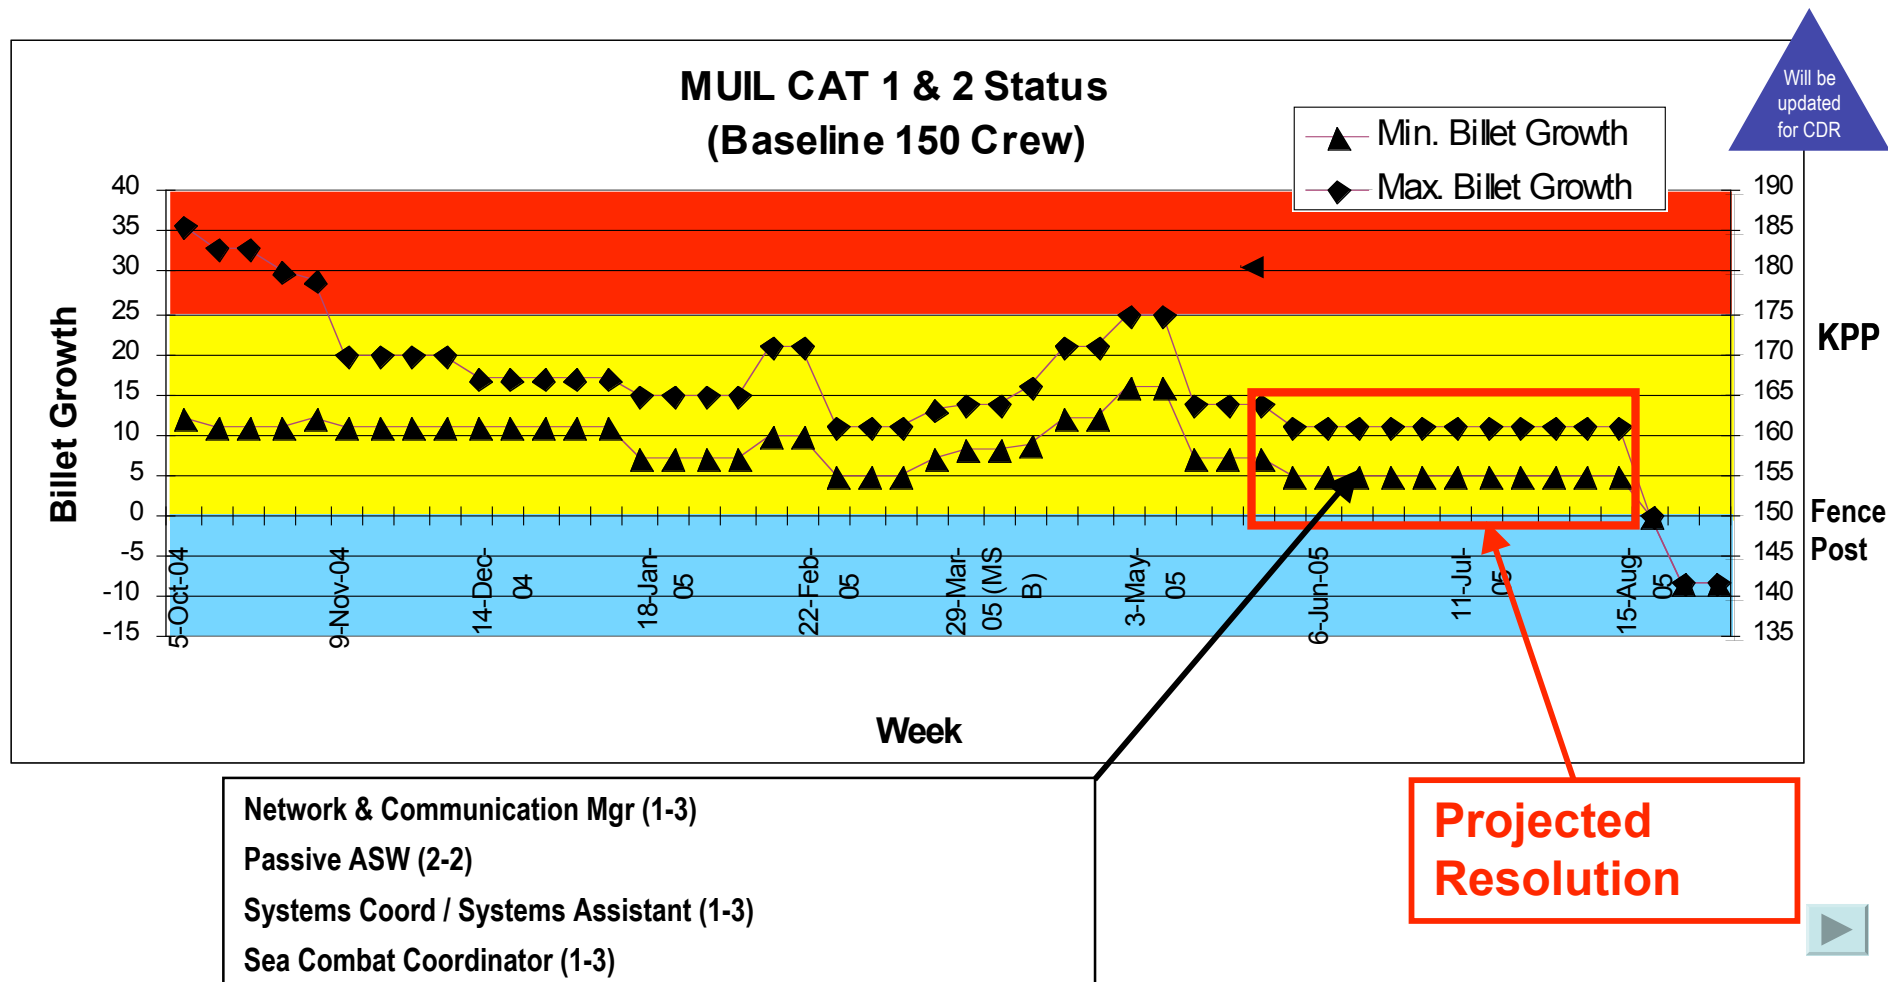 MUIL CAT 1 & 2 Status
(Baseline 150 Crew)
Will be
updated
for CDR
Min. Billet Growth
Max. Billet Growth
Billet Growth
40
35
30
25
20
15
10
5
0
-5
-10
-15
190
185
180
175
170
165
160
155
150
145
140
135
KPP
Fence
Post
5-Oct-04
9-Nov-04
14-Dec-
04
18-Jan-
05
22-Feb-
05
29-Mar-
05 (MS
B)
3-May-
05
6-Jun-05
11-Jul-
05
15-Aug-
05
Week
Network & Communication Mgr (1-3)
Passive ASW (2-2)
Systems Coord / Systems Assistant (1-3)
Sea Combat Coordinator (1-3)
Projected
Resolution